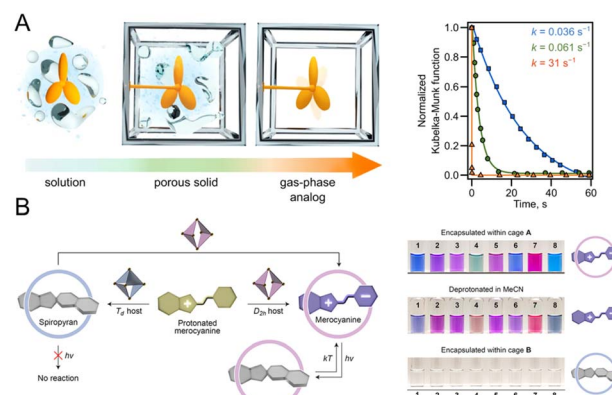 A
solution
porous solid
gas-phase
analog
Normalized
Kubelka-Munk function
1.0
0.8
0.6
0.4
0.2
0.0
k = 0.036 s⁻¹
k = 0.061 s⁻¹
k = 31 s⁻¹
0 20 40 60
Time, s
B
Spiropyran
Td host
Protonated
merocyanine
D2h host
Merocyanine
hv
No reaction
kT
hv
Encapsulated within cage A
1 2 3 4 5 6 7 8
Deprotonated in MeCN
1 2 3 4 5 6 7 8
Encapsulated within cage B
1 2 3 4 5 6 7 8